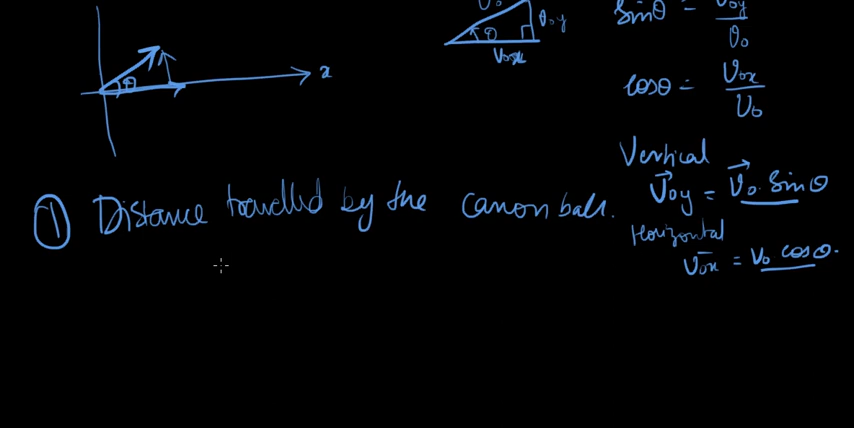 V₀
V₀y
θ
V₀x
sinθ = V₀y / V₀
θ
x
cosθ = V₀x / V₀
Vertical
V₀y = V₀. Sinθ
① Distance travelled by the canon ball.
Horizontal
V₀x = V₀ cosθ.